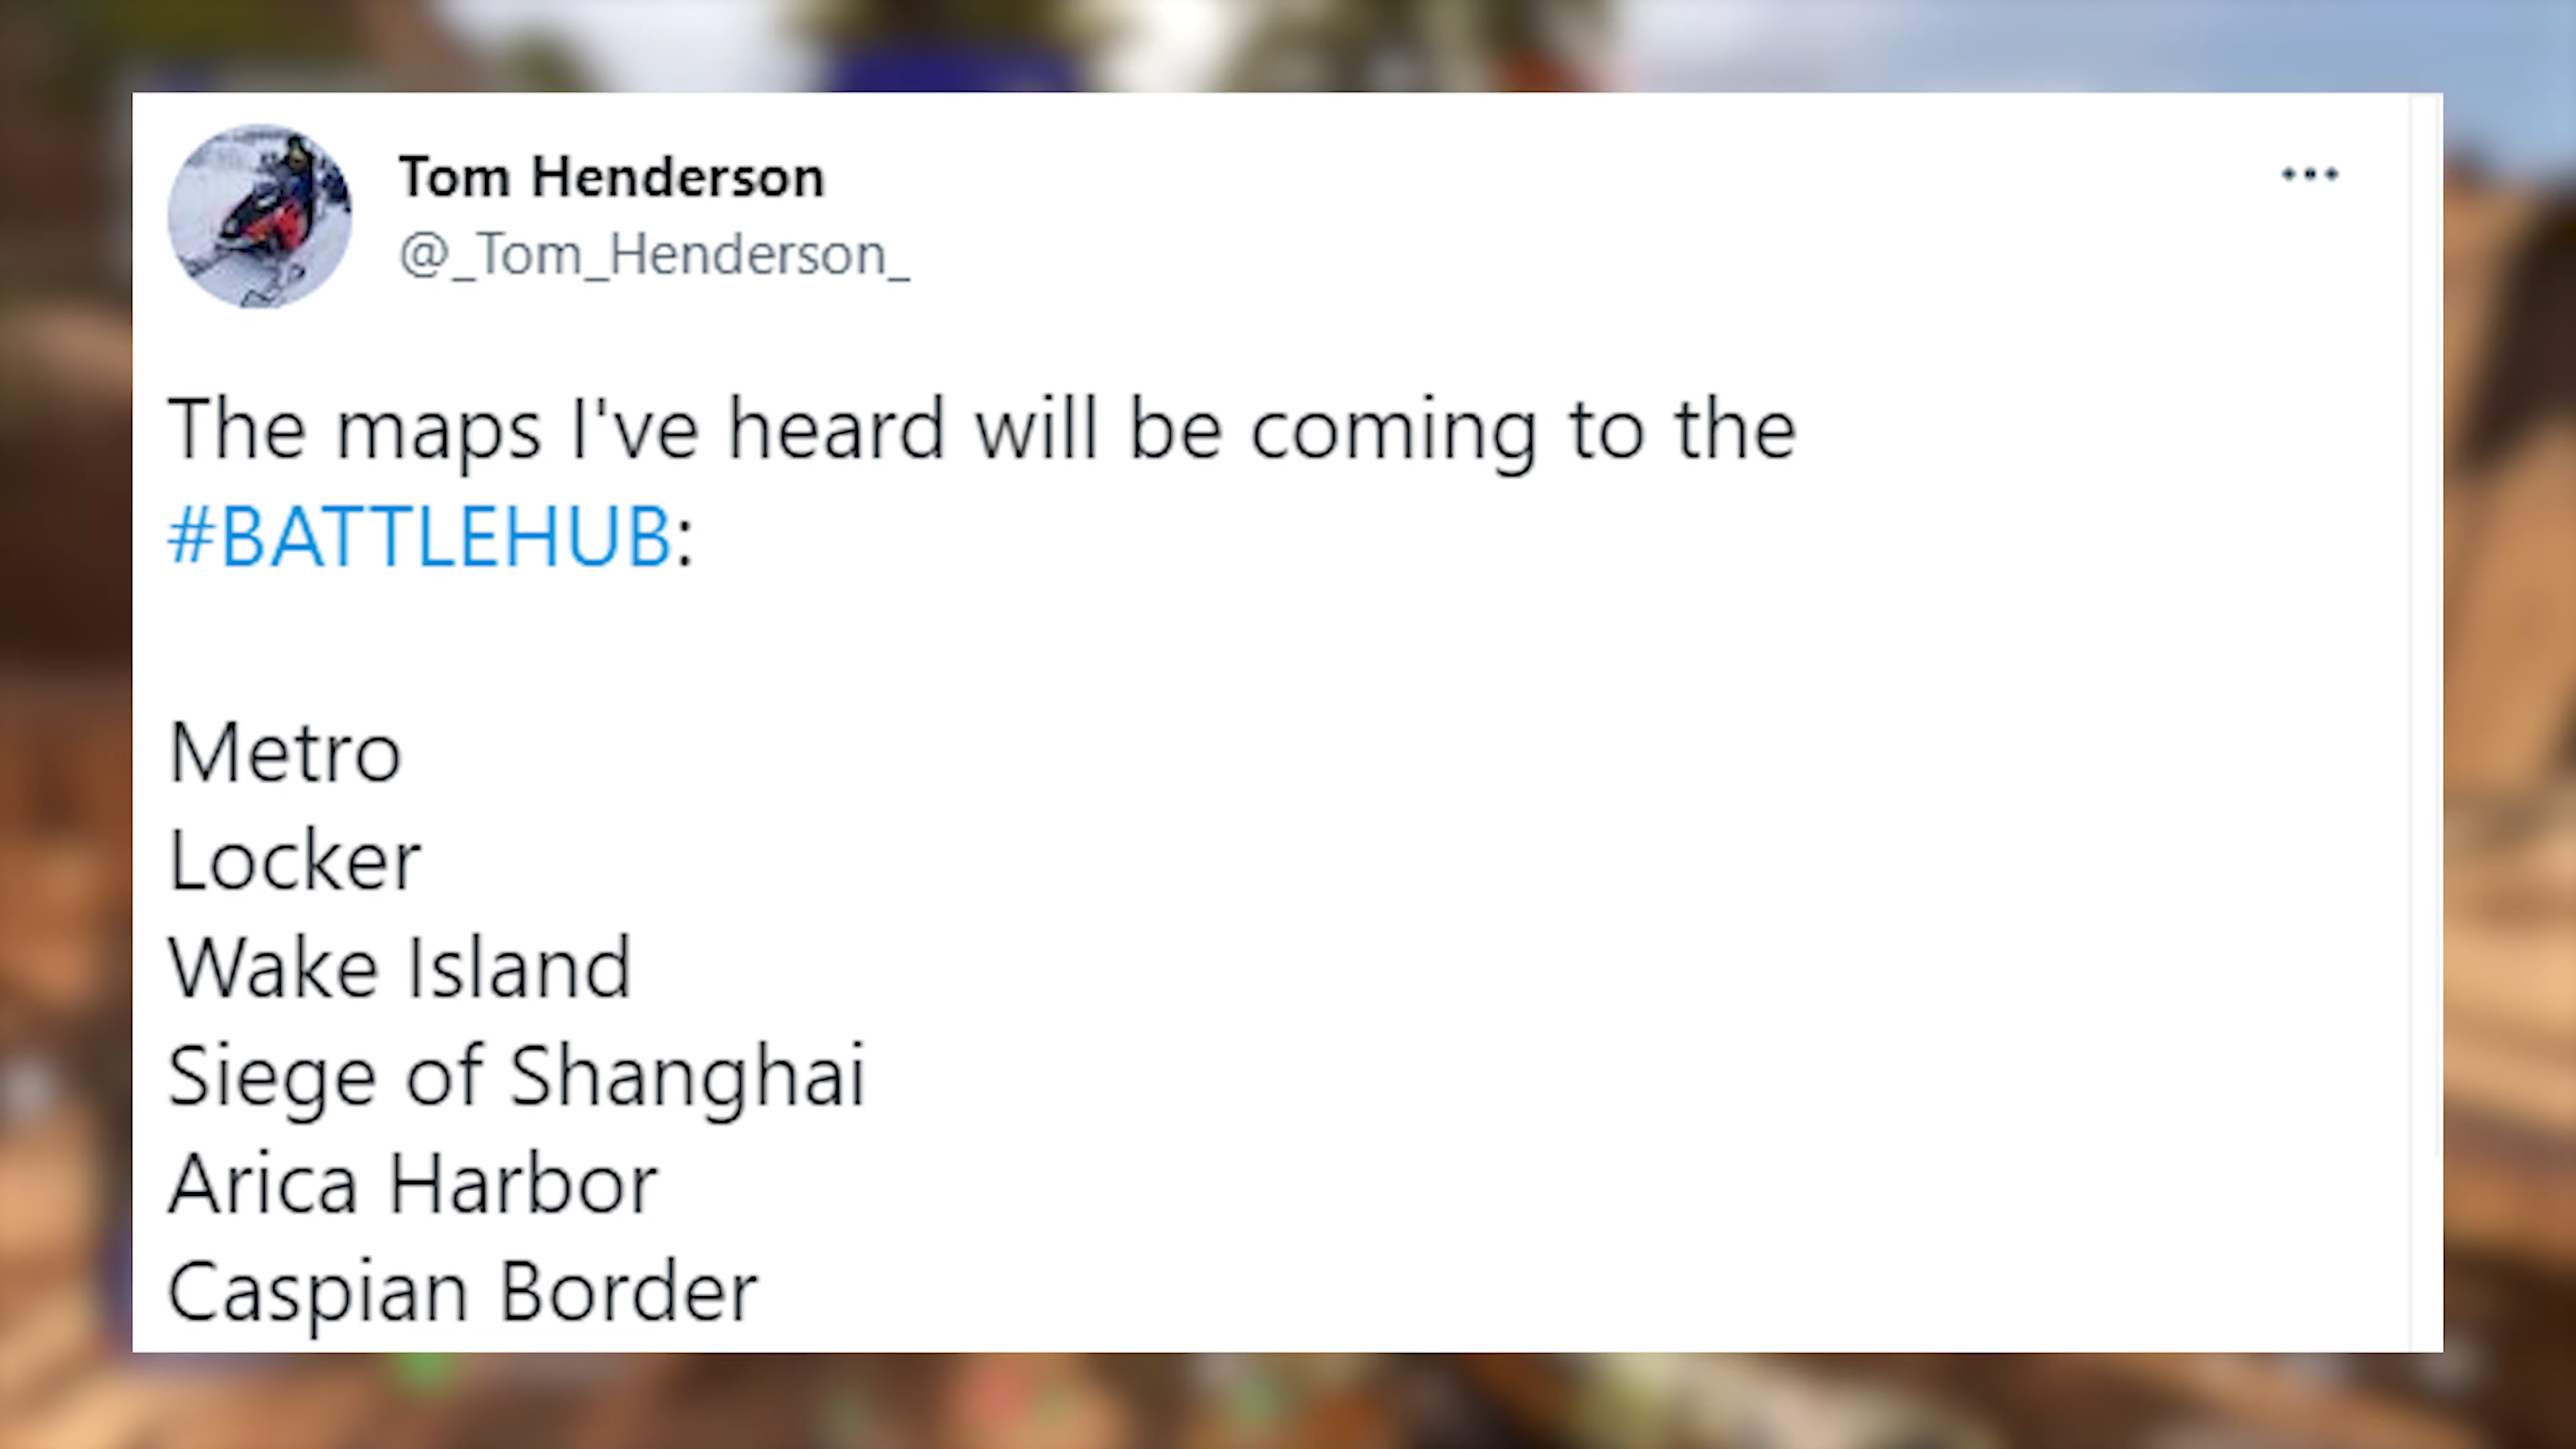 Tom Henderson
@_Tom_Henderson_
The maps I've heard will be coming to the
#BATTLEHUB:
Metro
Locker
Wake Island
Siege of Shanghai
Arica Harbor
Caspian Border